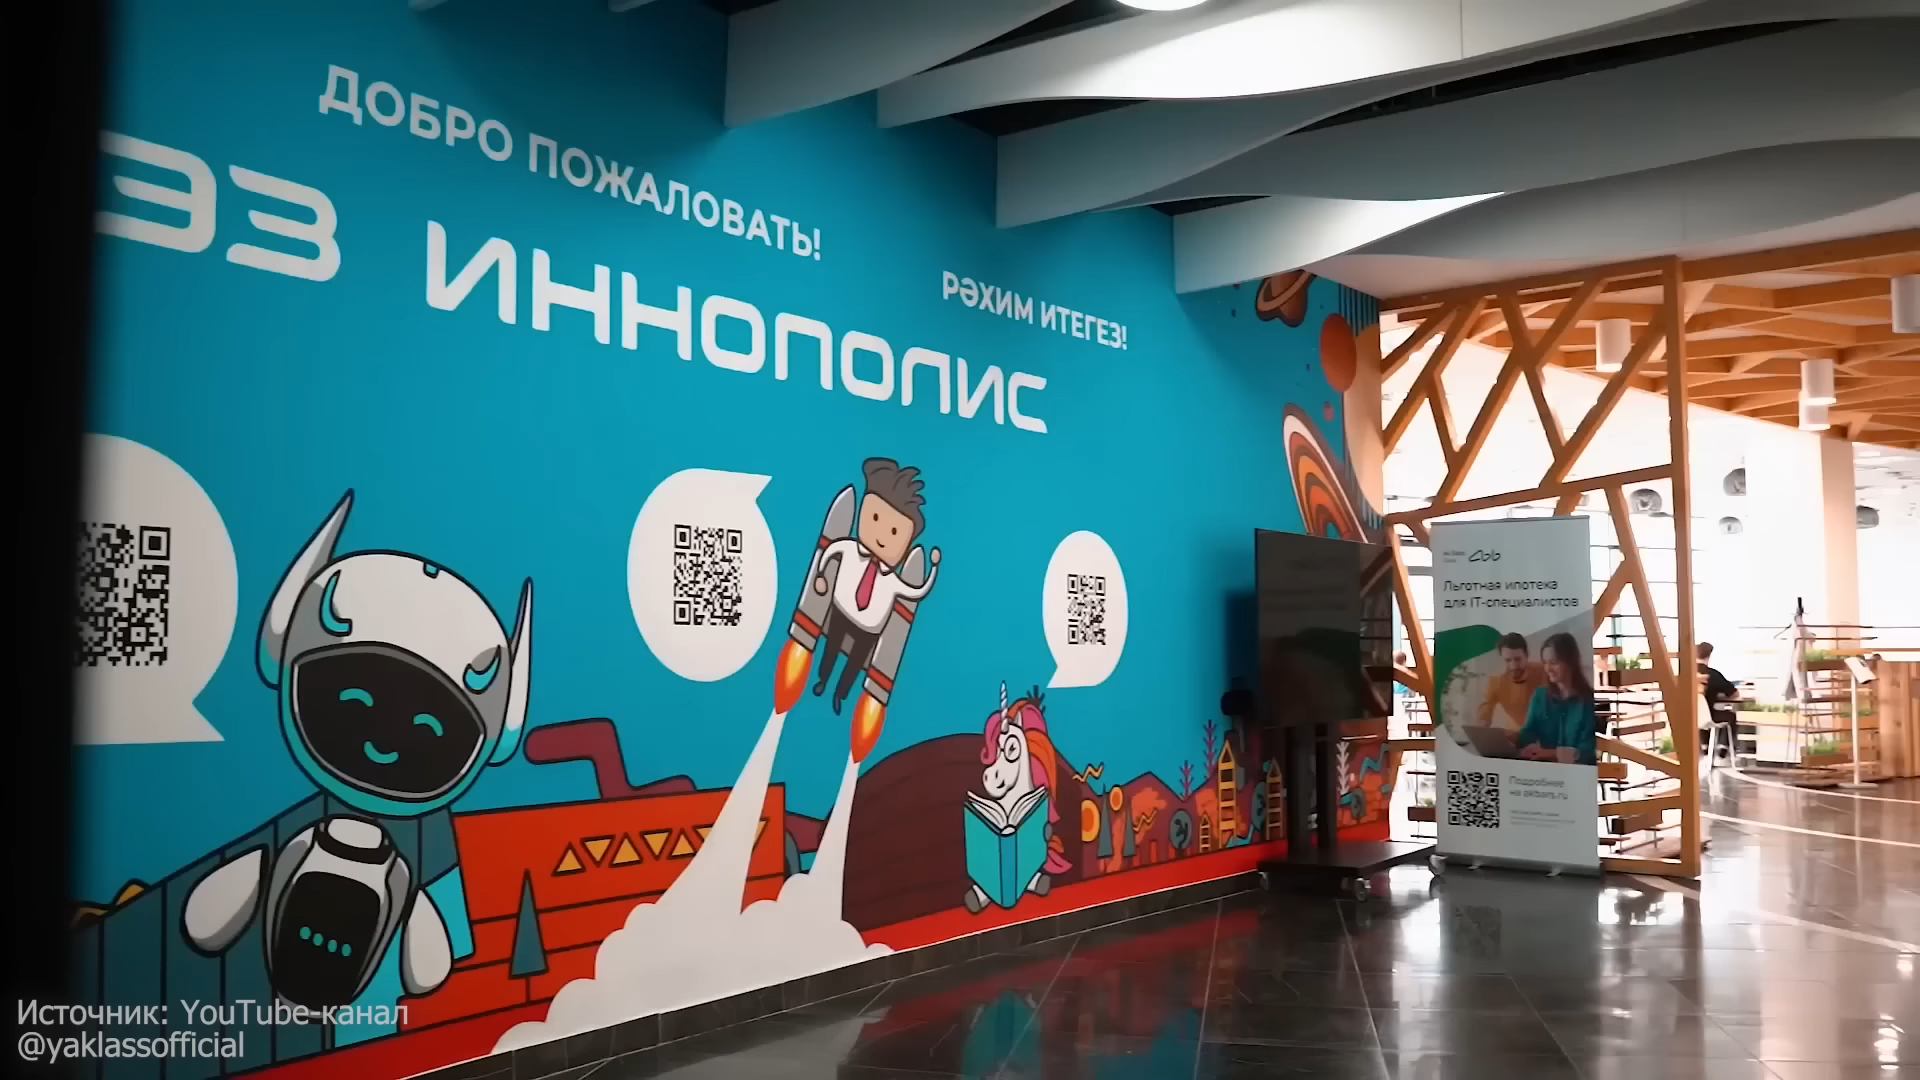 ДОБРО ПОЖАЛОВАТЬ!
ЭЗ ИННОПОЛИС
РӘХИМ ИТЕГЕЗ!
Льготная ипотека
для IT-специалистов
Подробнее
на akbars.ru
Источник: YouTube-канал
@yaklassofficial